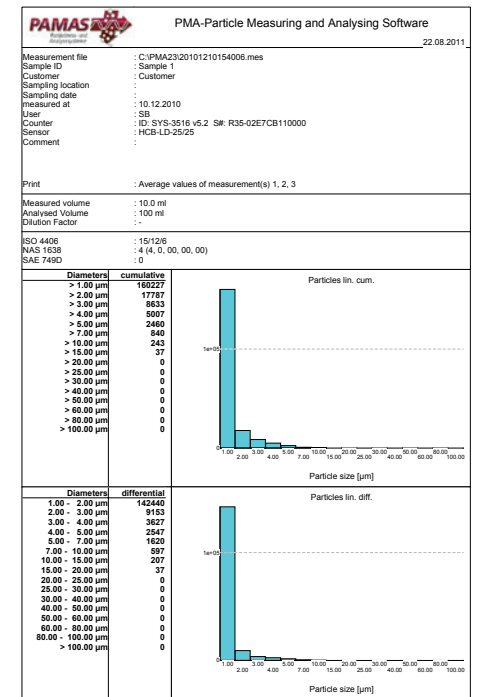 PAMAS
Partikelmess- und
Analysesysteme
PMA-Particle Measuring and Analysing Software
22.08.2011
Measurement file : C:\PMA23\20101210154006.mes
Sample ID : Sample 1
Customer : Customer
Sampling location :
Sampling date :
measured at : 10.12.2010
User : SB
Counter : ID: SYS-3516 v5.2 S#: R35-02E7CB110000
Sensor : HCB-LD-25/25
Comment :
Print : Average values of measurement(s) 1, 2, 3
Measured volume : 10.0 ml
Analysed Volume : 100 ml
Dilution Factor : -
ISO 4406 : 15/12/6
NAS 1638 : 4 (4, 0, 00, 00, 00)
SAE 749D : 0
Diameters cumulative
> 1.00 µm 160227
> 2.00 µm 17787
> 3.00 µm 8633
> 4.00 µm 5007
> 5.00 µm 2460
> 7.00 µm 840
> 10.00 µm 243
> 15.00 µm 37
> 20.00 µm 0
> 25.00 µm 0
> 30.00 µm 0
> 40.00 µm 0
> 50.00 µm 0
> 60.00 µm 0
> 80.00 µm 0
> 100.00 µm 0
Particles lin. cum.
1e+05
0
1.00 3.00 5.00 10.00 20.00 30.00 50.00 80.00
2.00 4.00 7.00 15.00 25.00 40.00 60.00 100.00
Particle size [µm]
Diameters differential
1.00 - 2.00 µm 142440
2.00 - 3.00 µm 9153
3.00 - 4.00 µm 3627
4.00 - 5.00 µm 2547
5.00 - 7.00 µm 1620
7.00 - 10.00 µm 597
10.00 - 15.00 µm 207
15.00 - 20.00 µm 37
20.00 - 25.00 µm 0
25.00 - 30.00 µm 0
30.00 - 40.00 µm 0
40.00 - 50.00 µm 0
50.00 - 60.00 µm 0
60.00 - 80.00 µm 0
80.00 - 100.00 µm 0
> 100.00 µm 0
Particles lin. diff.
1e+05
0
1.00 3.00 5.00 10.00 20.00 30.00 50.00 80.00
2.00 4.00 7.00 15.00 25.00 40.00 60.00 100.00
Particle size [µm]